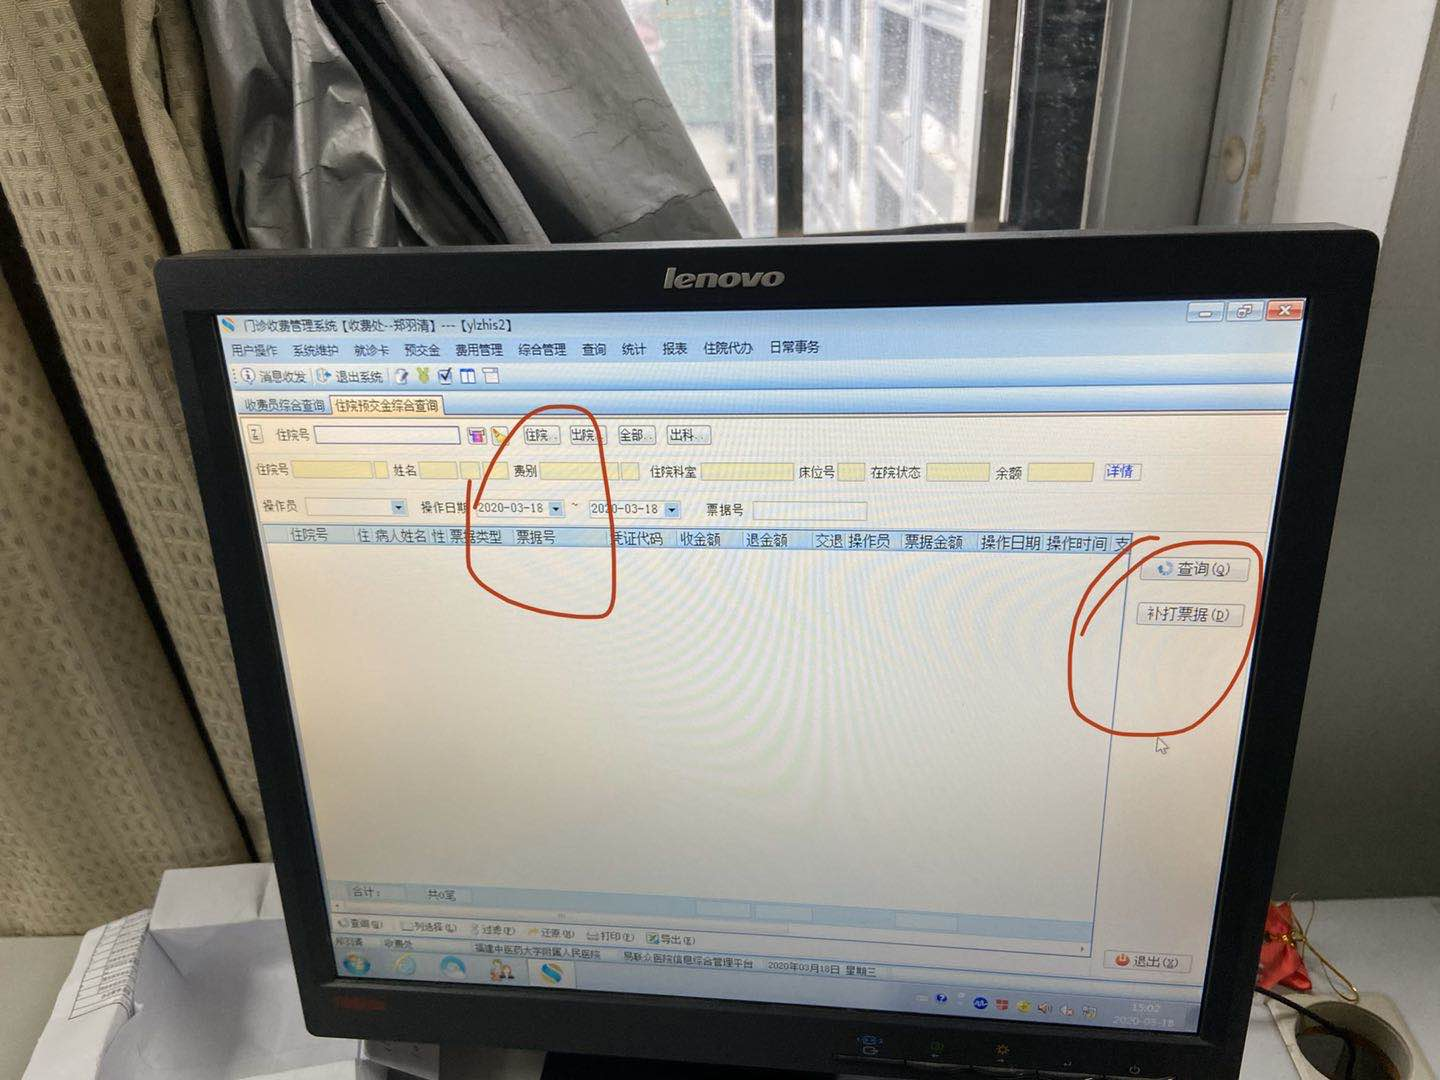 lenovo
门诊收费管理系统【收费处--郑羽清】---【ylzhis2】
用户操作 系统维护 就诊卡 预交金 费用管理 综合管理 查询 统计 报表 住院代办 日常事务
消息收发 退出系统
收费员综合查询 住院预交金综合查询
住院号 住院.. 出院.. 全部.. 出科..
住院号 姓名 费别 住院科室 床位号 在院状态 余额 详情
操作员 操作日期 2020-03-18 ~ 2020-03-18 票据号
住院号 住 病人姓名 性 票据类型 票据号 凭证代码 收金额 退金额 交退 操作员 票据金额 操作日期 操作时间 支
查询(Q)
补打票据(D)
合计: 共0笔
查询(Q) 列选择(L) 过滤(F) 还原(N) 打印(P) 导出(E)
退出(X)
郑羽清 收费处 福建中医药大学附属人民医院 易联众医院信息综合管理平台 2020年03月18日 星期三
15:02
2020-03-18